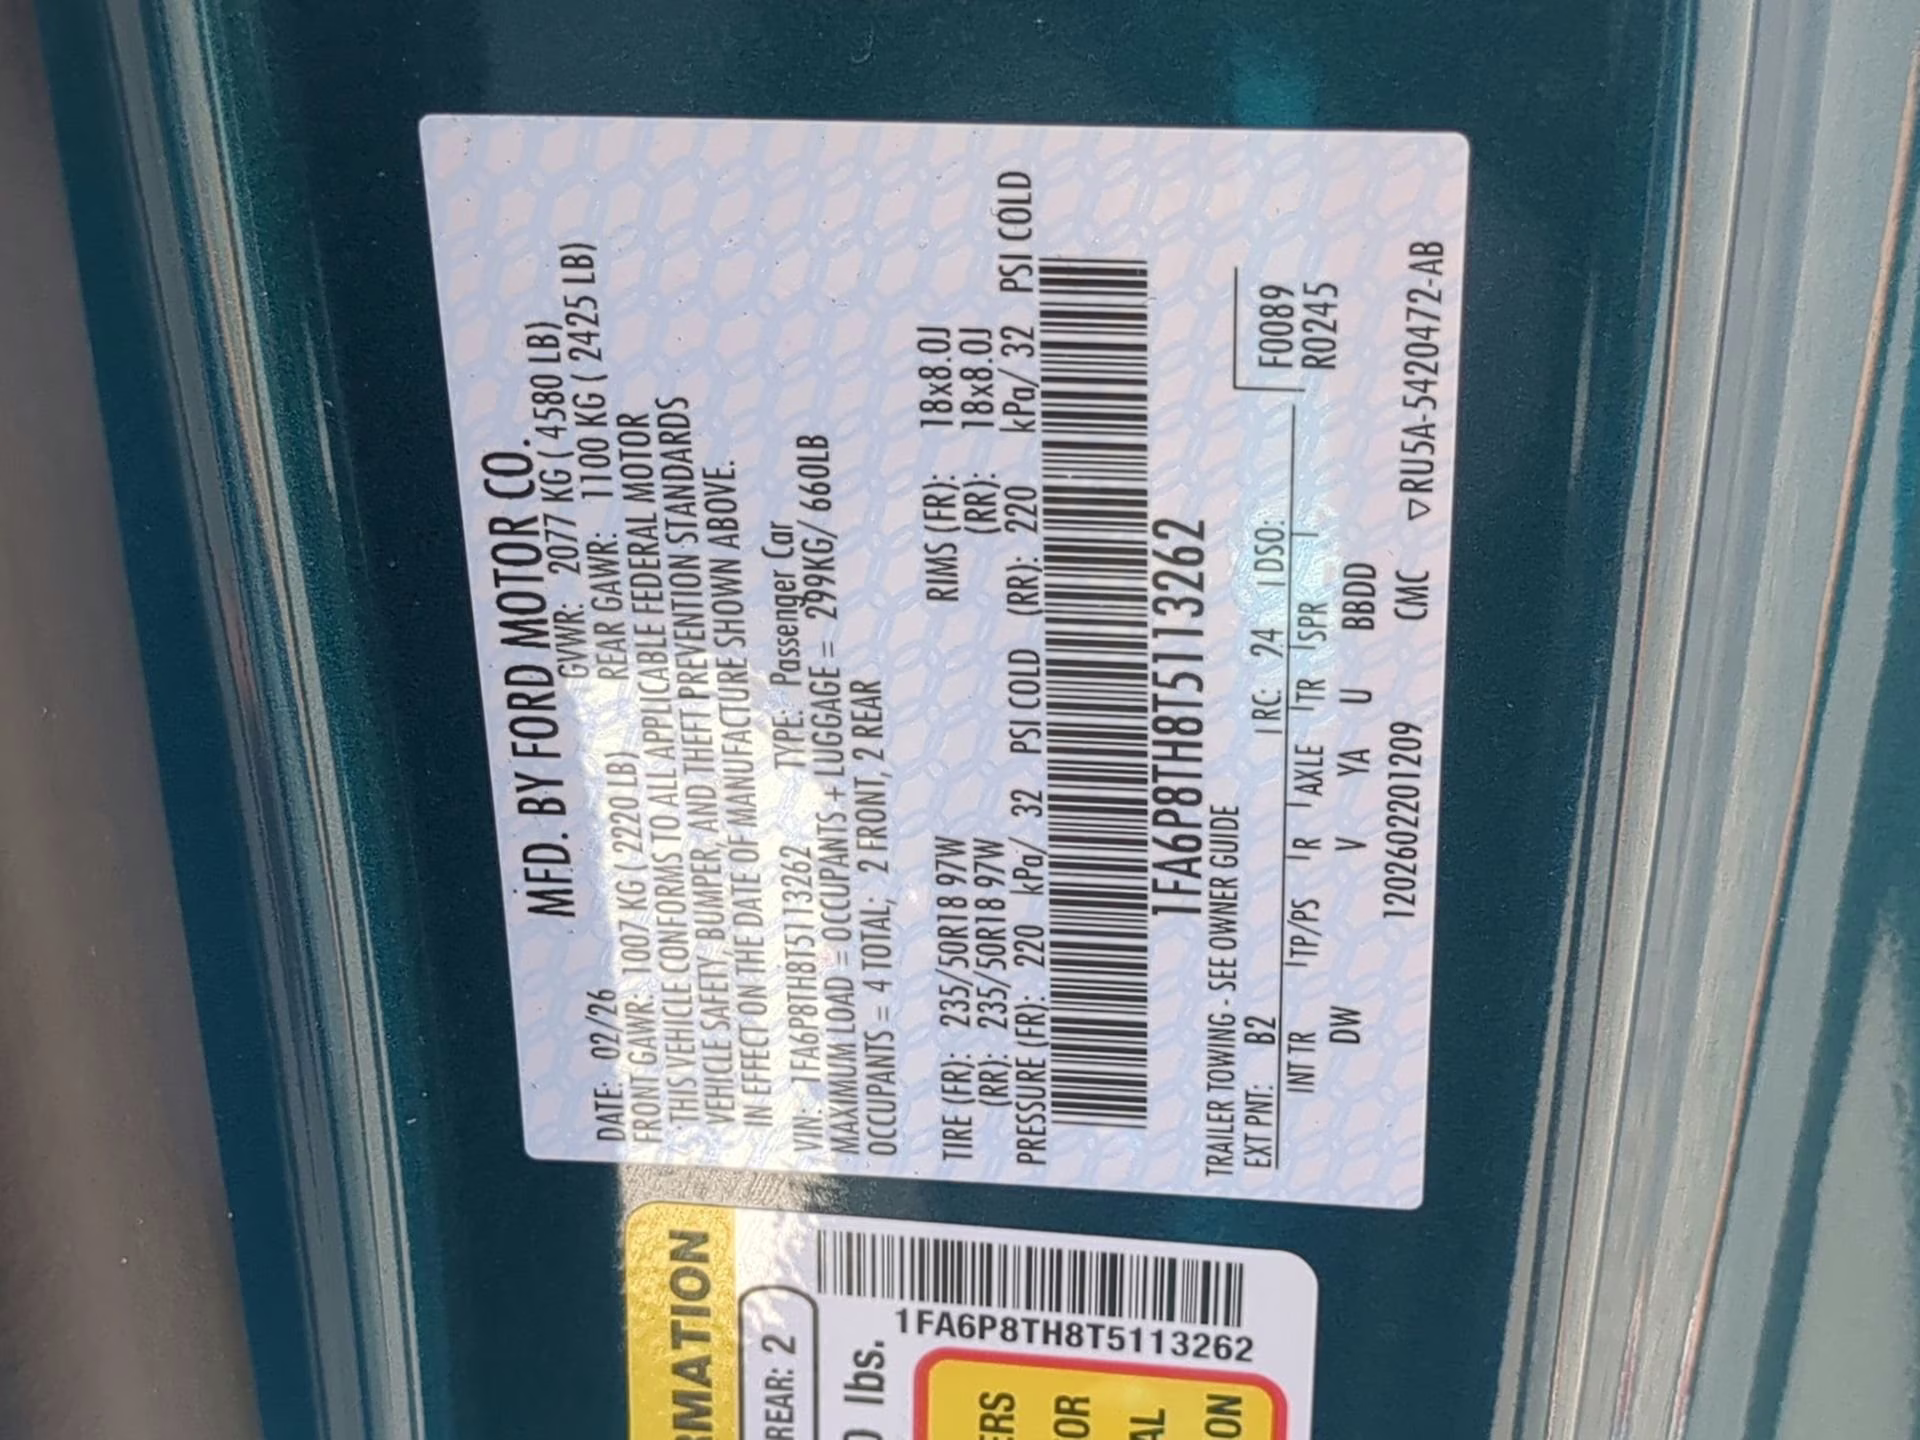 MFD. BY FORD MOTOR CO.
DATE: 02/26 GVWR: 2077 KG ( 4580 LB)
FRONT GAWR: 1007 KG ( 2220 LB) REAR GAWR: 1100 KG ( 2425 LB)
THIS VEHICLE CONFORMS TO ALL APPLICABLE FEDERAL MOTOR
VEHICLE SAFETY, BUMPER, AND THEFT PREVENTION STANDARDS
IN EFFECT ON THE DATE OF MANUFACTURE SHOWN ABOVE.
VIN: 1FA6P8TH8T5113262 TYPE: Passenger Car
MAXIMUM LOAD = OCCUPANTS + LUGGAGE = 299KG/ 660LB
OCCUPANTS = 4 TOTAL; 2 FRONT, 2 REAR
TIRE (FR): 235/50R18 97W RIMS (FR): 18x8.0J
(RR): 235/50R18 97W (RR): 18x8.0J
PRESSURE (FR): 220 kPa/ 32 PSI COLD (RR): 220 kPa/ 32 PSI COLD
1FA6P8TH8T5113262
TRAILER TOWING - SEE OWNER GUIDE
EXT PNT: B2 RC: 24 DSO: F0089
INT TR TP/PS R AXLE TR SPR R0245
DW V YA U BBDD
12026022012​09 CMC ▽RU5A-5420472-AB
RMATION
REAR: 2
lbs.
1FA6P8TH8T5113262
ERS
OR
AL
ON